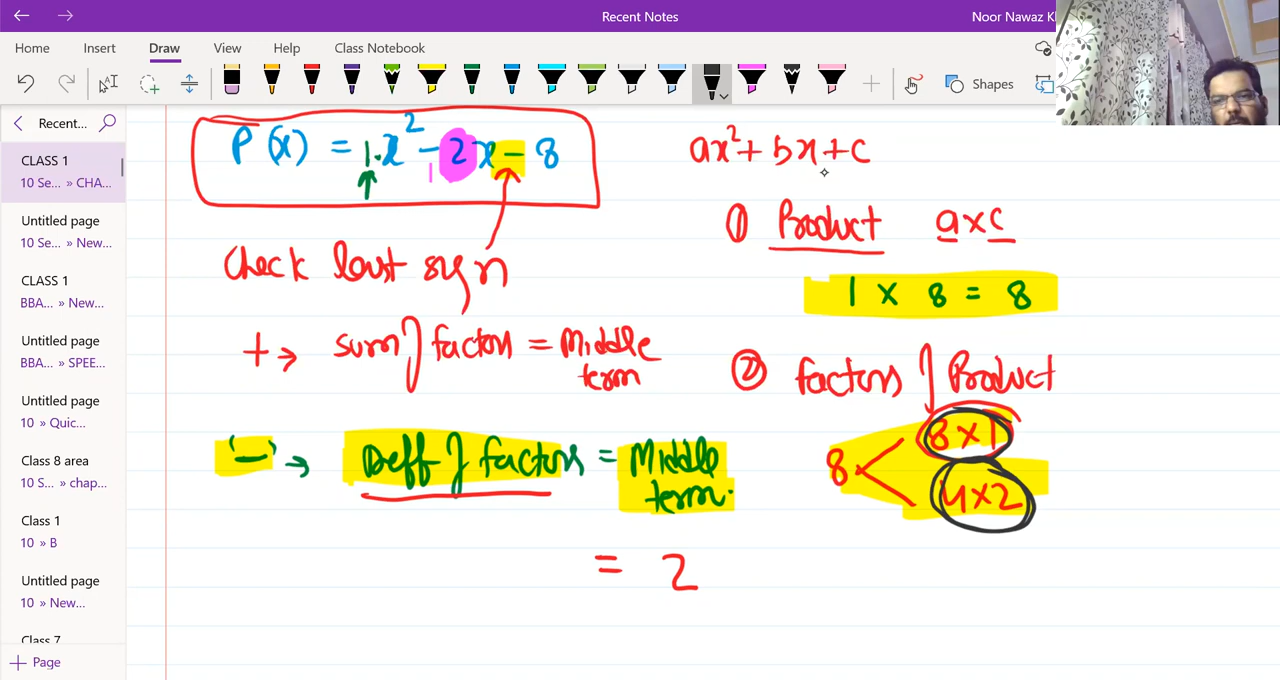 Recent Notes
Noor Nawaz Kh
Home Insert Draw View Help Class Notebook
Shapes
Recent...
CLASS 1
10 Se... » CHA...
Untitled page
10 Se... » New...
CLASS 1
BBA... » New...
Untitled page
BBA... » SPEE...
Untitled page
10 » Quic...
Class 8 area
10 S... » chap...
Class 1
10 » B
Untitled page
10 » New...
Class 7
Page
P(x) = 1.x² - 2x - 8
1
check last sign
+ → sum of factors = Middle term
'-' → Deff of factors = Middle term.
= 2
ax² + bx + c
① Product a×c
1 × 8 = 8
② factors of Product
8 < 8×1
4×2